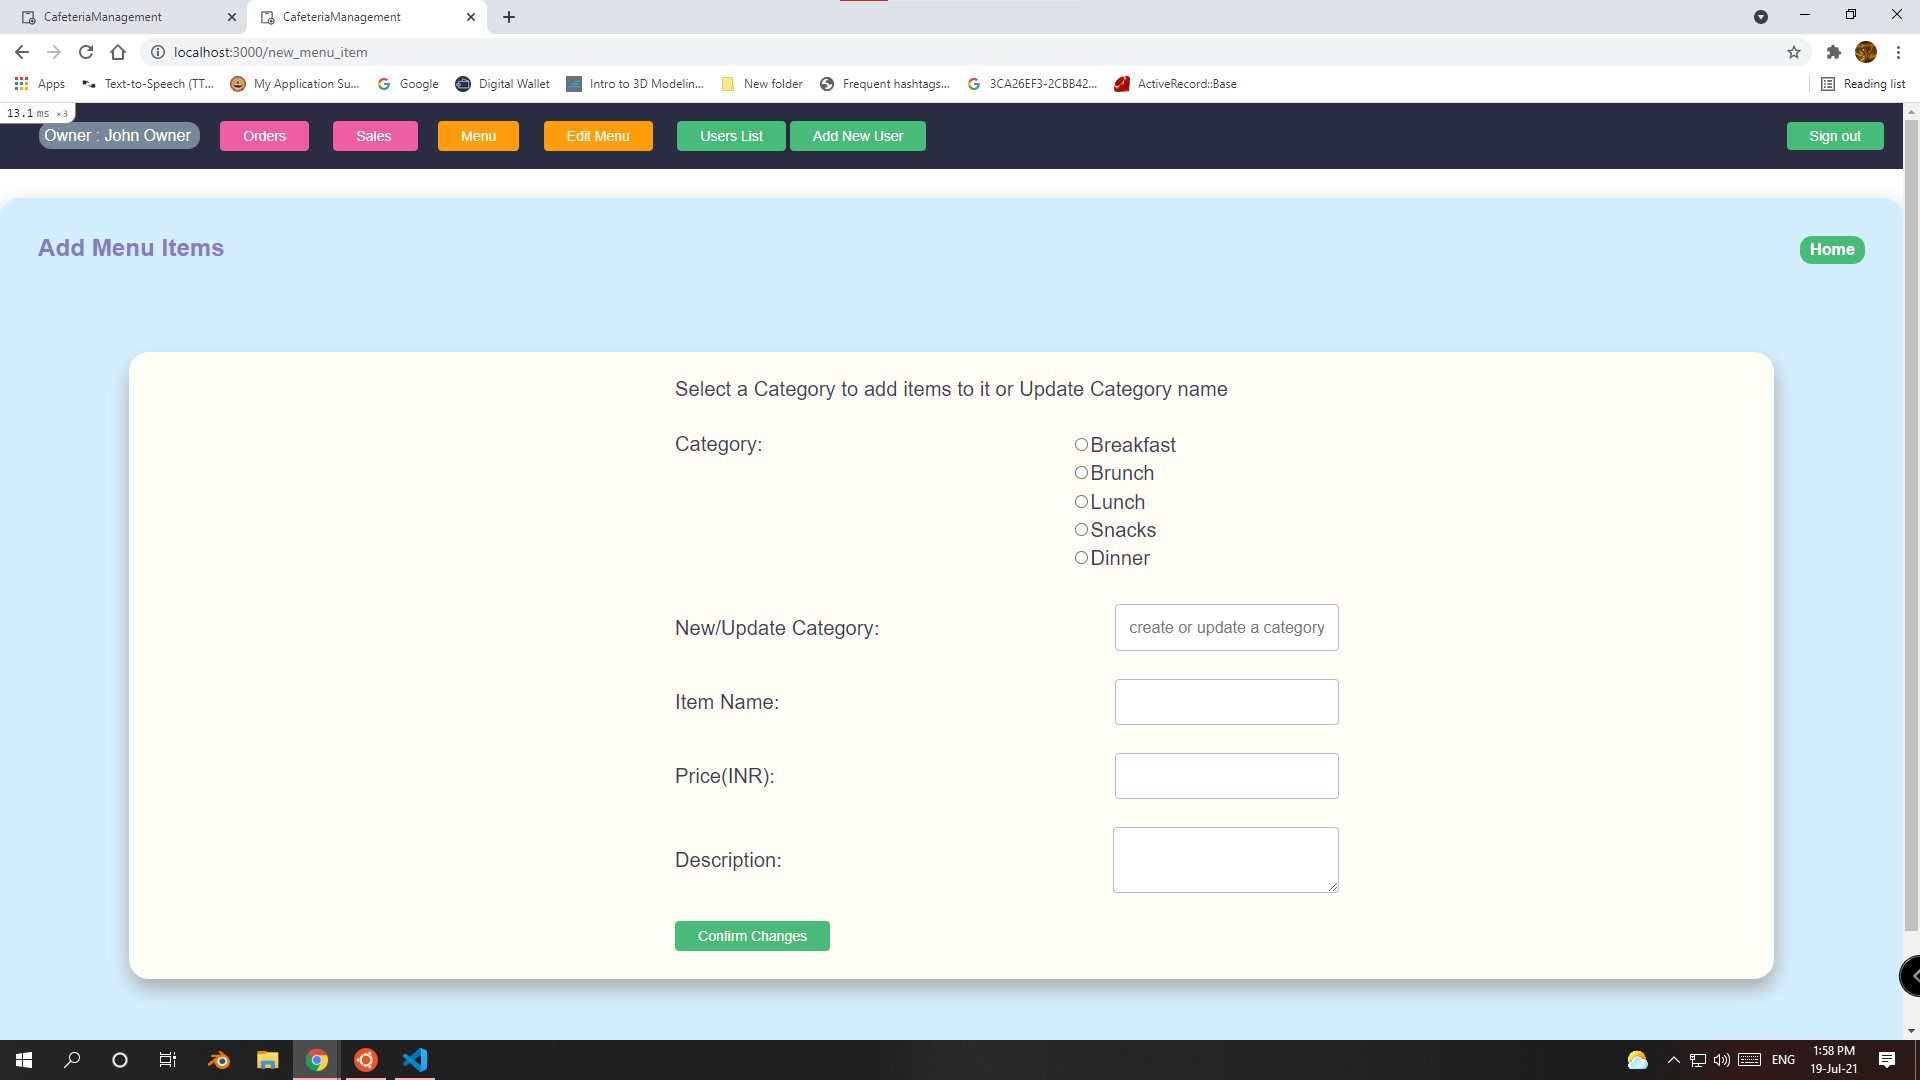 CafeteriaManagement
CafeteriaManagement
localhost:3000/new_menu_item
Apps
Text-to-Speech (TT...
My Application Su...
Google
Digital Wallet
Intro to 3D Modelin...
New folder
Frequent hashtags...
3CA26EF3-2CBB42...
ActiveRecord::Base
Reading list
13.1 ms ×3
Owner : John Owner
Orders
Sales
Menu
Edit Menu
Users List
Add New User
Sign out
Add Menu Items
Home
Select a Category to add items to it or Update Category name
Category:
Breakfast
Brunch
Lunch
Snacks
Dinner
New/Update Category:
create or update a category
Item Name:
Price(INR):
Description:
Confirm Changes
ENG
1:58 PM
19-Jul-21